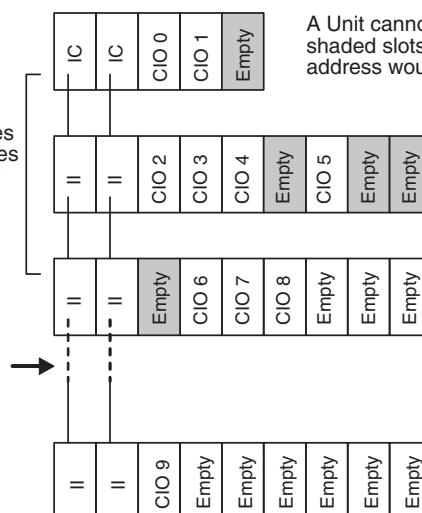 A Unit canno
shaded slots
address wou
es
es
IC
IC
CIO 0
CIO 1
Empty
II
II
CIO 2
CIO 3
CIO 4
Empty
CIO 5
Empty
Empty
II
II
Empty
CIO 6
CIO 7
CIO 8
Empty
Empty
Empty
II
II
CIO 9
Empty
Empty
Empty
Empty
Empty
Empty